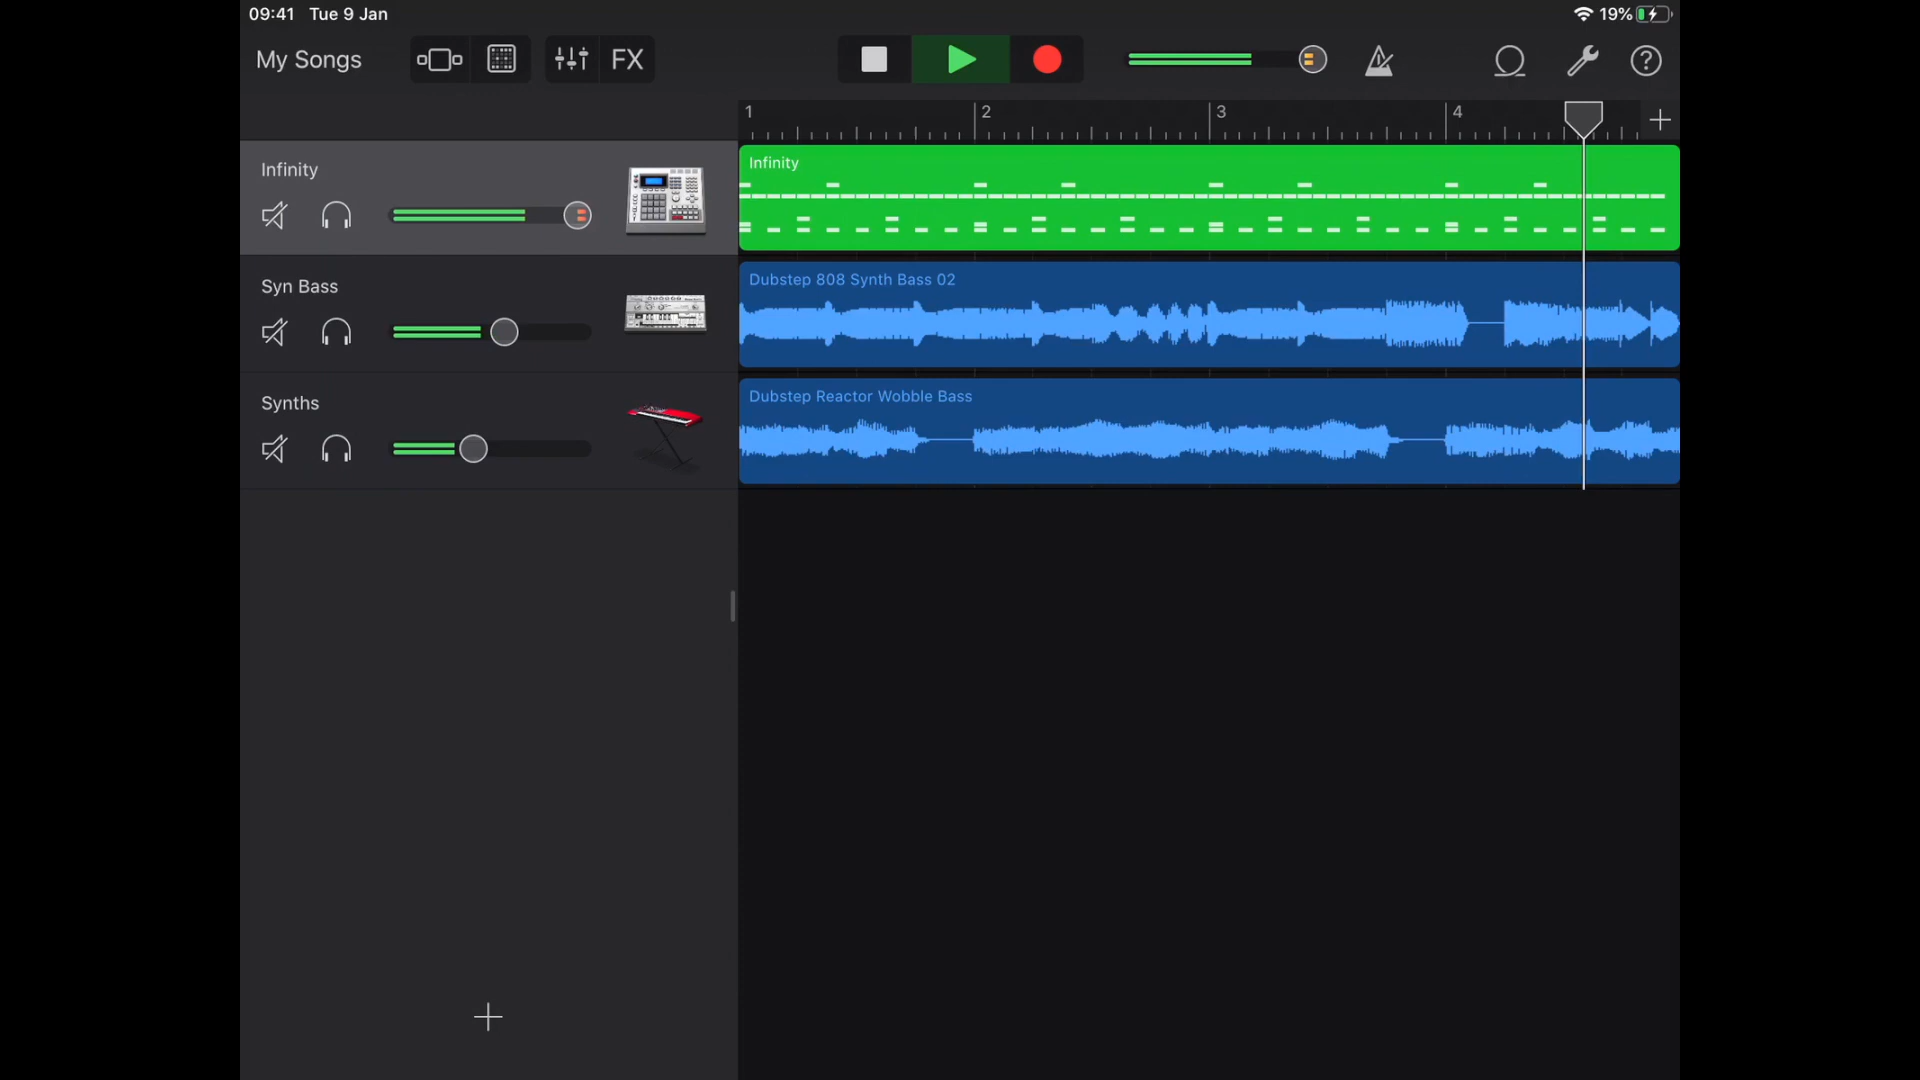 09:41 Tue 9 Jan 19%
My Songs FX
1 2 3 4
Infinity
Infinity
Syn Bass
Dubstep 808 Synth Bass 02
Synths
Dubstep Reactor Wobble Bass